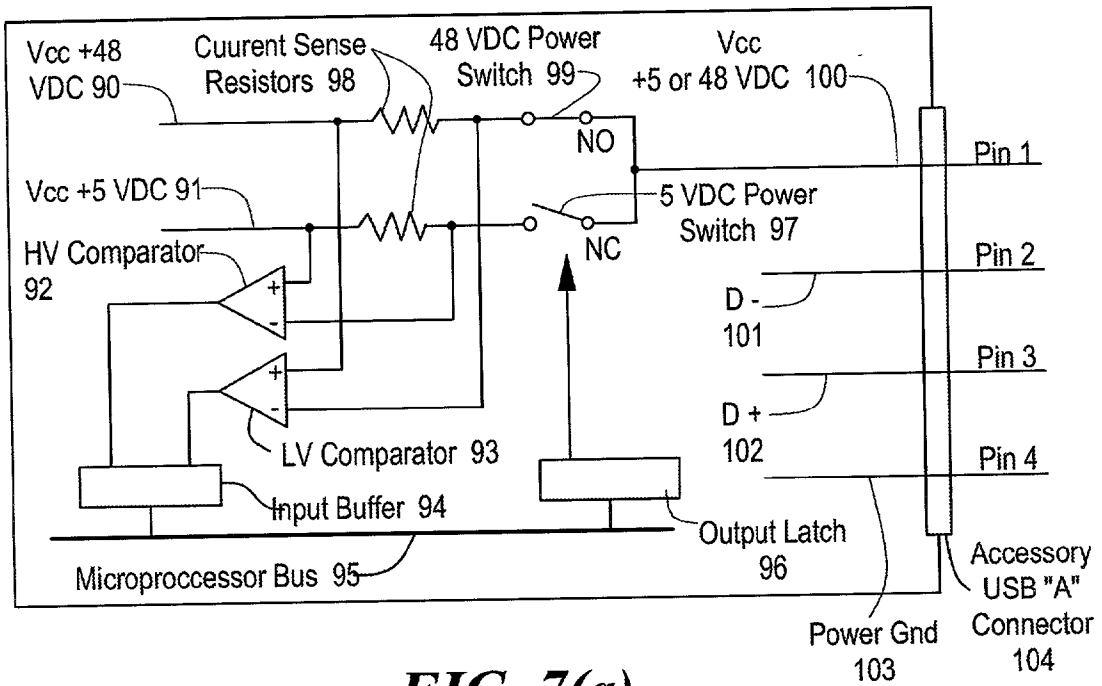 Vcc +48
VDC 90
Cuurent Sense
Resistors 98
48 VDC Power
Switch 99
Vcc
+5 or 48 VDC 100
NO
Pin 1
Vcc +5 VDC 91
5 VDC Power
Switch 97
NC
HV Comparator
92
+
-
Pin 2
D -
101
+
-
Pin 3
D +
102
LV Comparator 93
Pin 4
Input Buffer 94
Output Latch
96
Microproccessor Bus 95
Accessory
USB "A"
Connector
104
Power Gnd
103
FIG. 7(a)